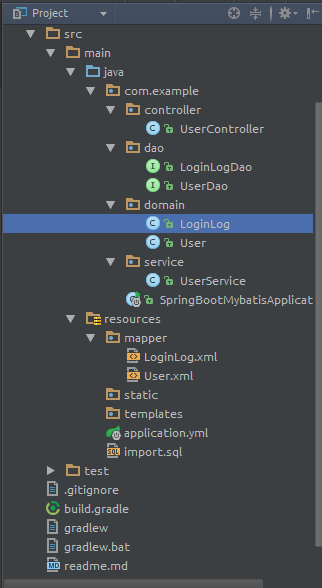 Project
src
main
java
com.example
controller
UserController
dao
LoginLogDao
UserDao
domain
LoginLog
User
service
UserService
SpringBootMybatisApplicat
resources
mapper
LoginLog.xml
User.xml
static
templates
application.yml
import.sql
test
.gitignore
build.gradle
gradlew
gradlew.bat
readme.md